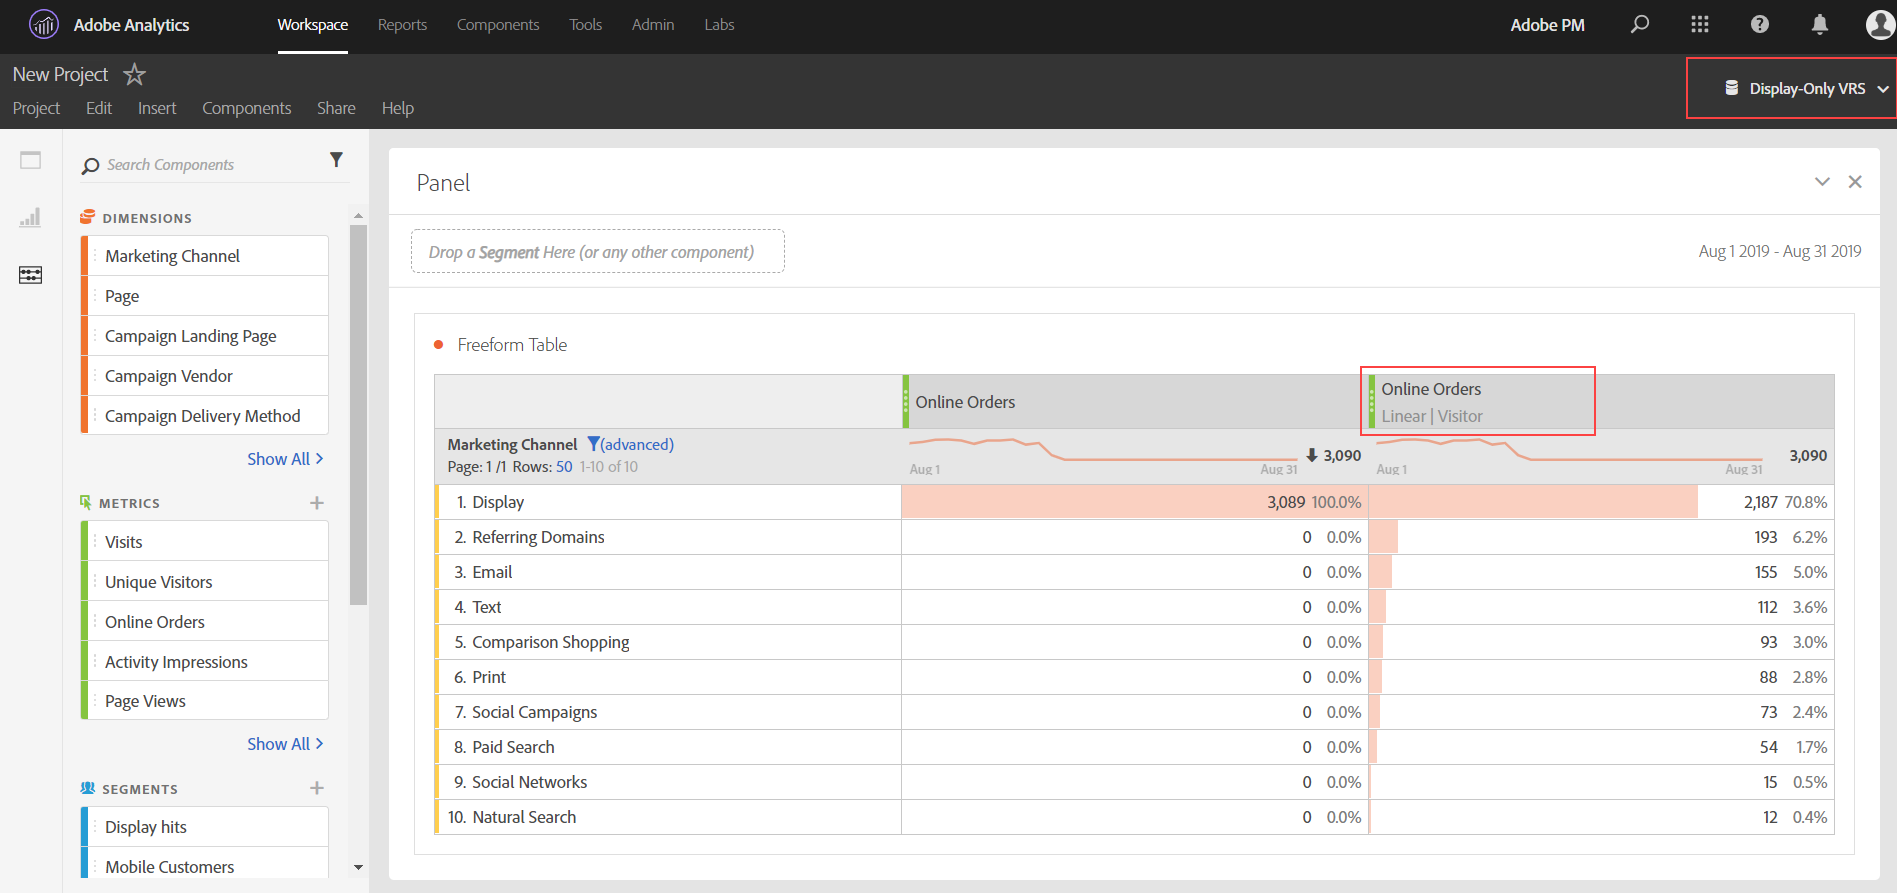 Adobe Analytics
Workspace Reports Components Tools Admin Labs
Adobe PM
New Project
Project Edit Insert Components Share Help
Display-Only VRS
Search Components
DIMENSIONS
Marketing Channel
Page
Campaign Landing Page
Campaign Vendor
Campaign Delivery Method
Show All
METRICS
Visits
Unique Visitors
Online Orders
Activity Impressions
Page Views
Show All
SEGMENTS
Display hits
Mobile Customers
Panel
Drop a Segment Here (or any other component)
Aug 1 2019 - Aug 31 2019
Freeform Table
Online Orders
Online Orders
Linear | Visitor
Marketing Channel (advanced)
Page: 1 /1 Rows: 50 1-10 of 10
Aug 1 Aug 31 3,090
Aug 1 Aug 31 3,090
1. Display 3,089 100.0% 2,187 70.8%
2. Referring Domains 0 0.0% 193 6.2%
3. Email 0 0.0% 155 5.0%
4. Text 0 0.0% 112 3.6%
5. Comparison Shopping 0 0.0% 93 3.0%
6. Print 0 0.0% 88 2.8%
7. Social Campaigns 0 0.0% 73 2.4%
8. Paid Search 0 0.0% 54 1.7%
9. Social Networks 0 0.0% 15 0.5%
10. Natural Search 0 0.0% 12 0.4%